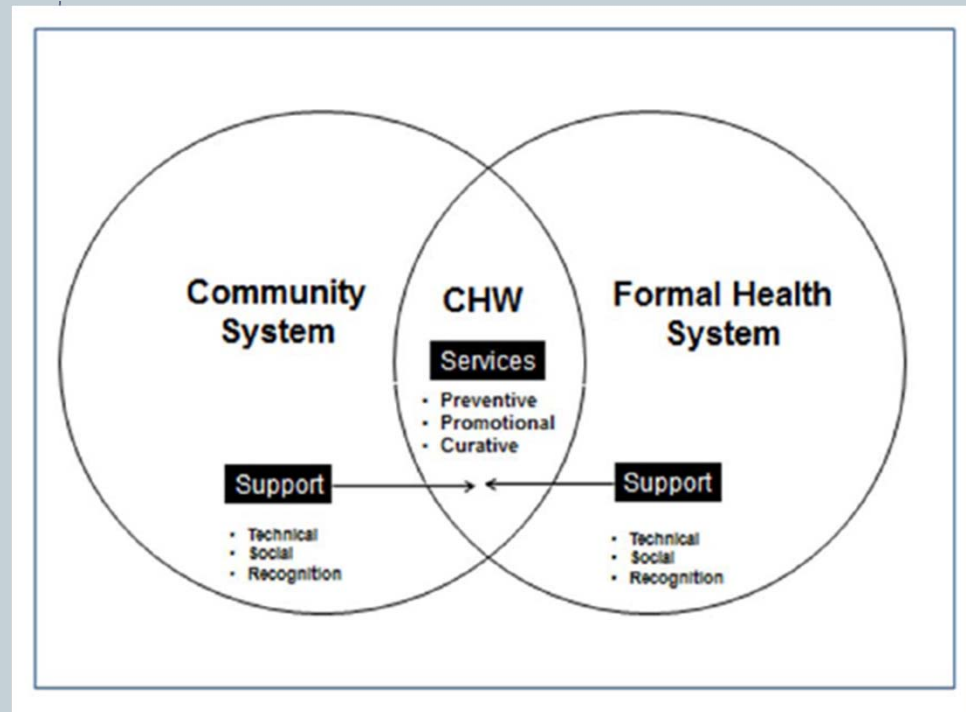 Community
System
CHW
Services
• Preventive
• Promotional
• Curative
Formal Health
System
Support
• Technical
• Social
• Recognition
Support
• Technical
• Social
• Recognition